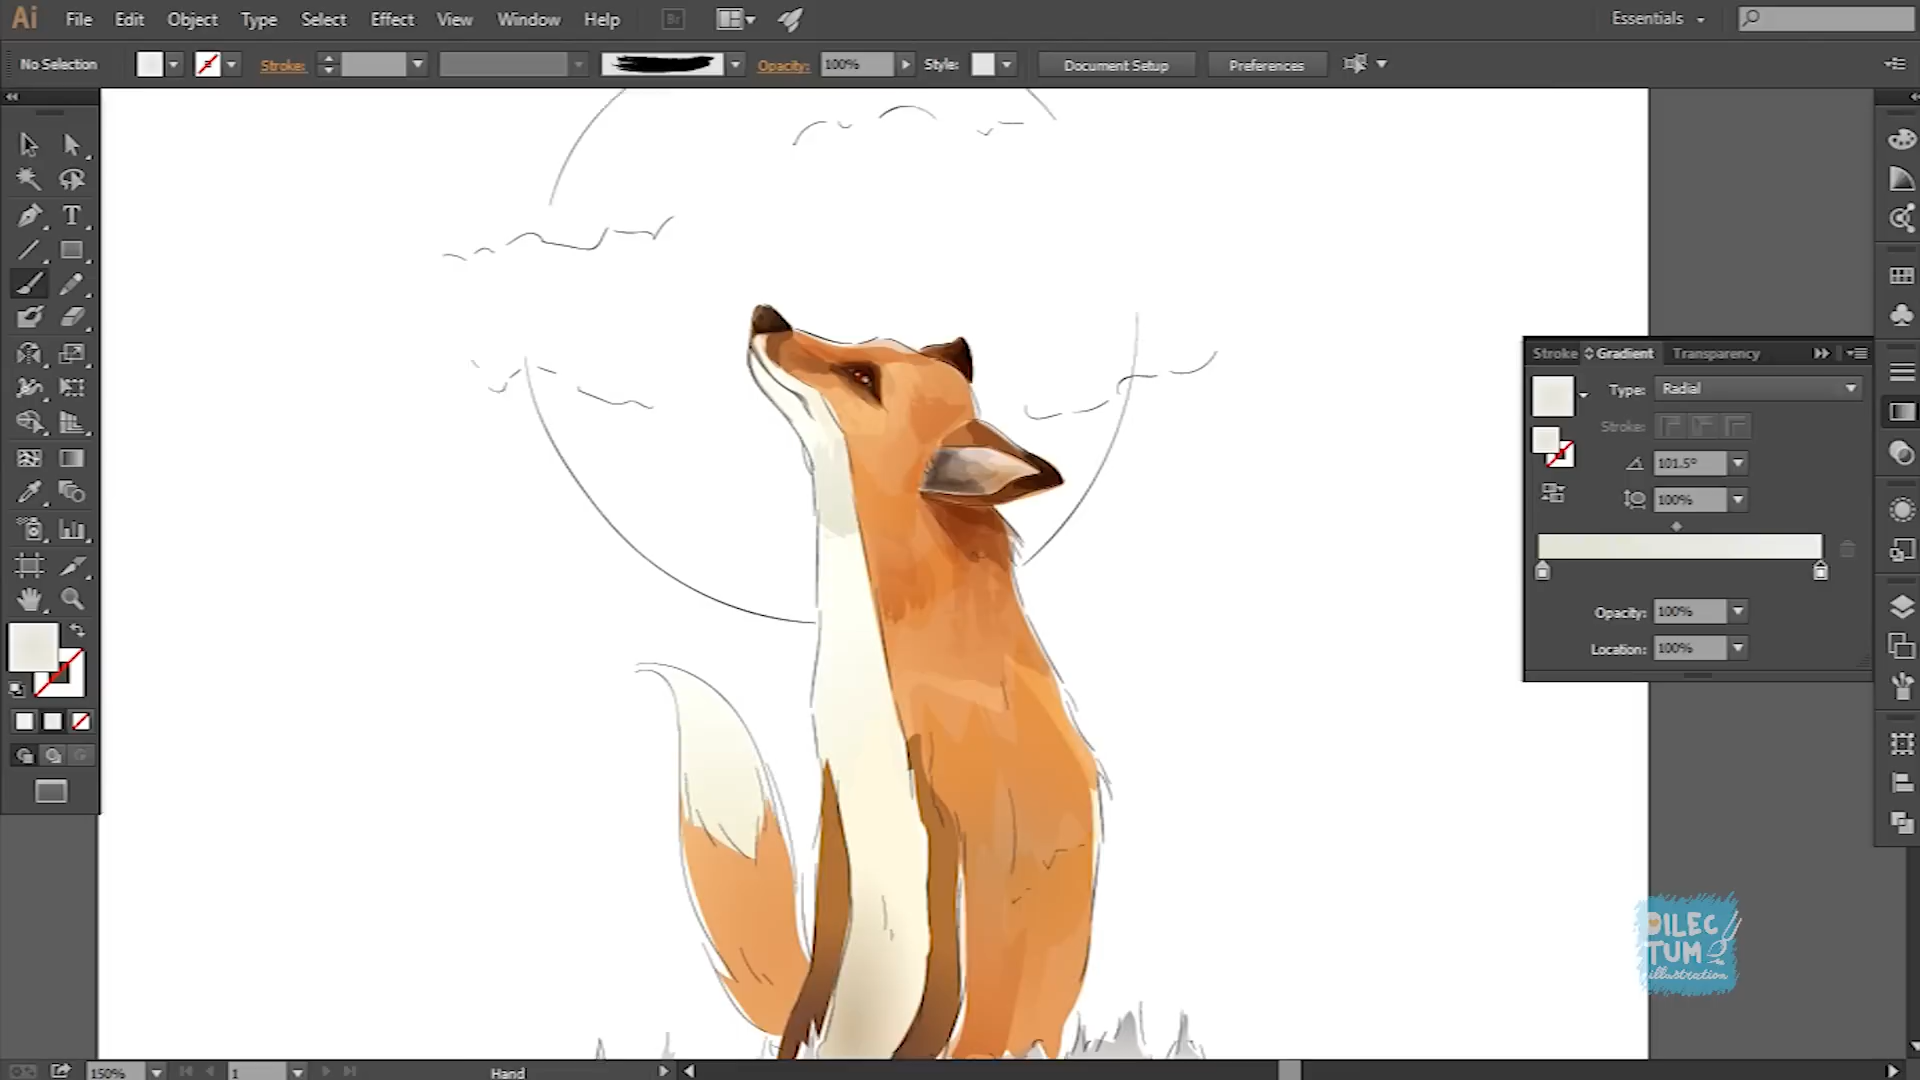 Ai File Edit Object Type Select Effect View Window Help Br Essentials
No Selection Stroke: Opacity: 100% Style: Document Setup Preferences
T
Stroke Gradient Transparency
Type: Radial
Stroke:
101.5°
100%
Opacity: 100%
Location: 100%
DILEC
TUM
illustration
150% 1 Hand